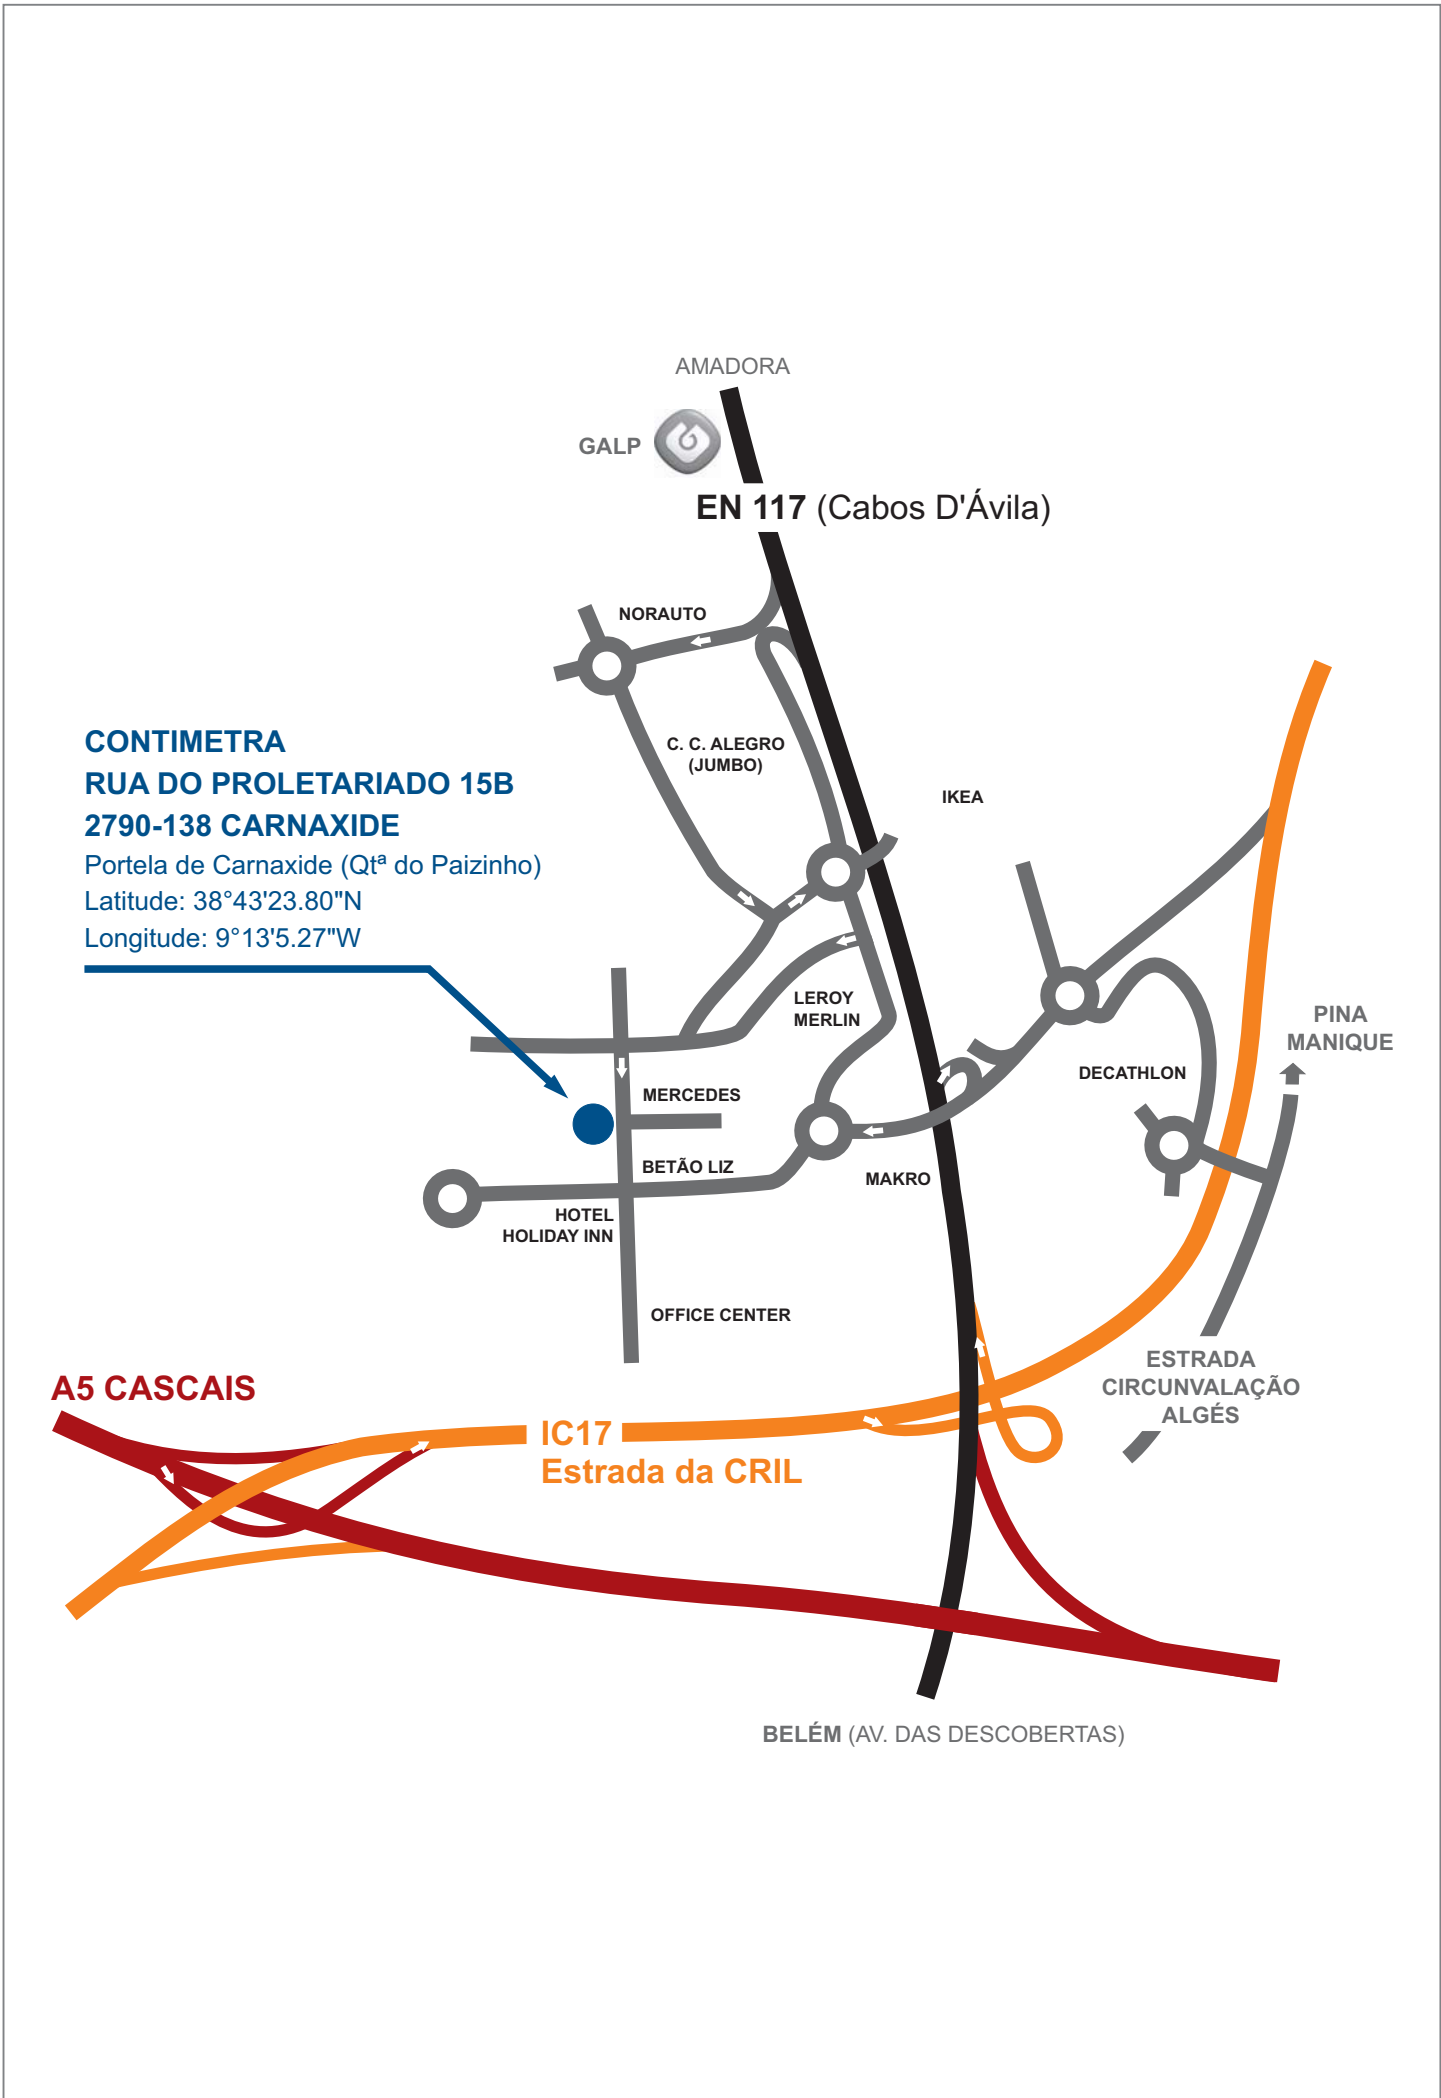 AMADORA
GALP
EN 117 (Cabos D'Ávila)
NORAUTO
CONTIMETRA
RUA DO PROLETARIADO 15B
2790-138 CARNAXIDE
Portela de Carnaxide (Qtª do Paizinho)
Latitude: 38°43'23.80"N
Longitude: 9°13'5.27"W
C. C. ALEGRO
(JUMBO)
IKEA
LEROY
MERLIN
PINA
MANIQUE
DECATHLON
MERCEDES
BETÃO LIZ
MAKRO
HOTEL
HOLIDAY INN
OFFICE CENTER
ESTRADA
CIRCUNVALAÇÃO
ALGÉS
A5 CASCAIS
IC17
Estrada da CRIL
BELÉM (AV. DAS DESCOBERTAS)